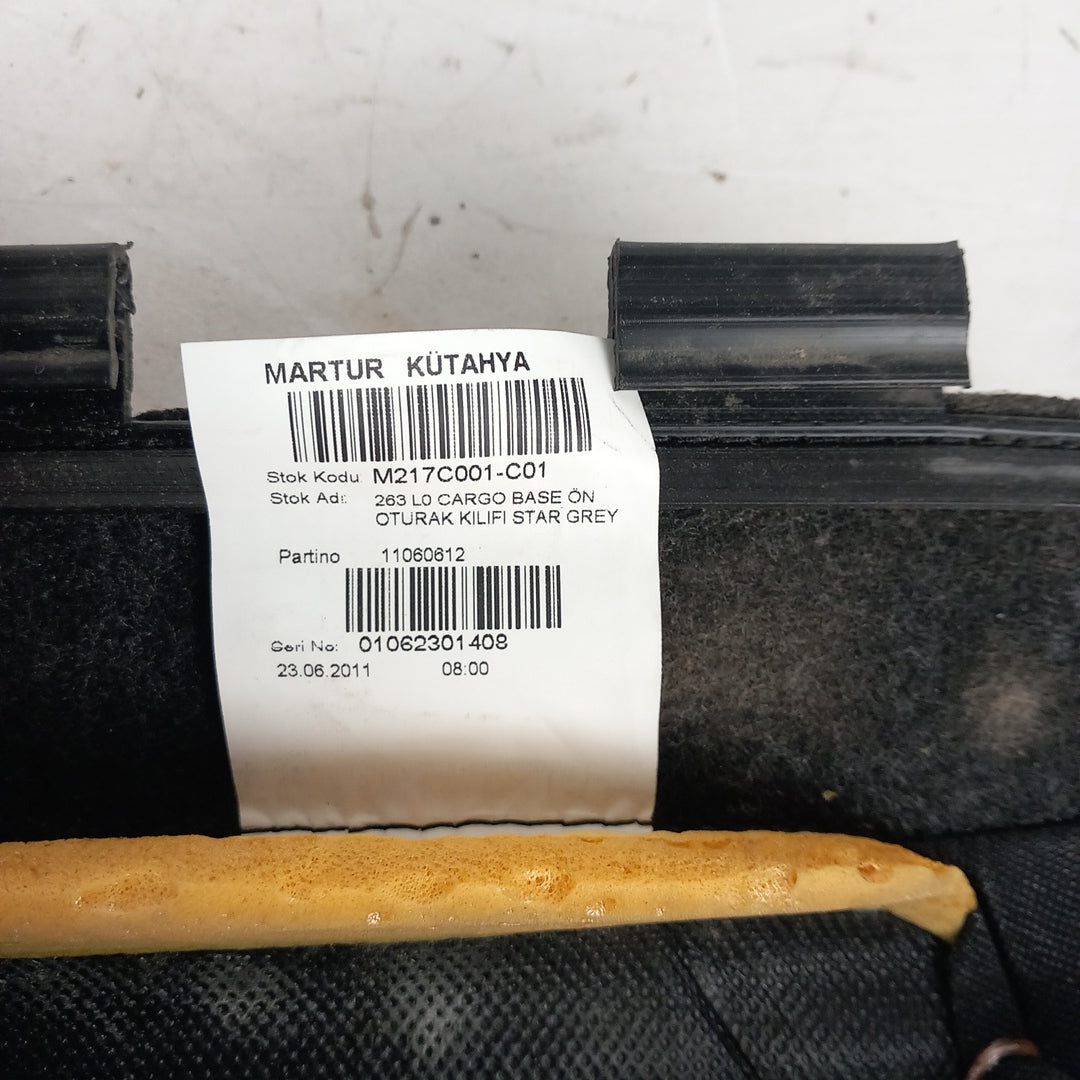 MARTUR KÜTAHYA
Stok Kodu: M217C001-C01
Stok Adı: 263 L0 CARGO BASE ÖN
OTURAK KILIFI STAR GREY
Partino 11060612
Seri No: 01062301408
23.06.2011 08:00